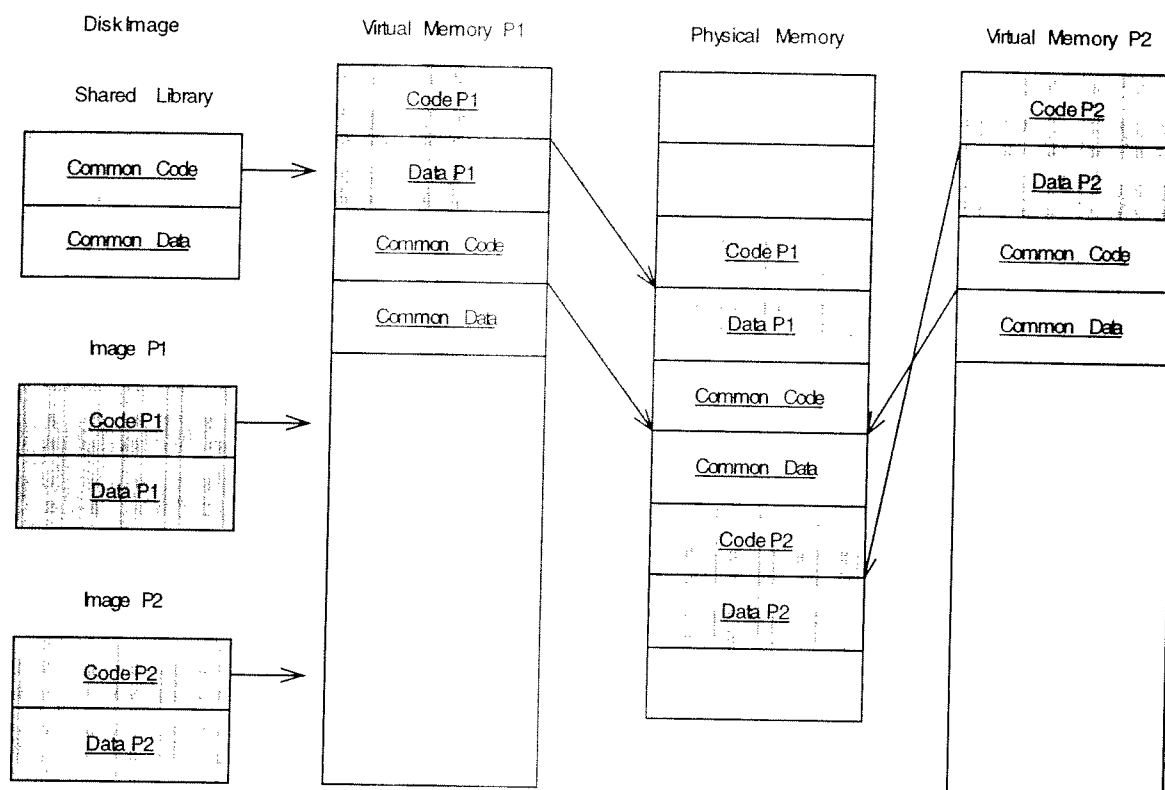 Disk Image
Shared Library
Common Code
Common Data
Image P1
Code P1
Data P1
Image P2
Code P2
Data P2
Virtual Memory P1
Code P1
Data P1
Common Code
Common Data
Physical Memory
Code P1
Data P1
Common Code
Common Data
Code P2
Data P2
Virtual Memory P2
Code P2
Data P2
Common Code
Common Data